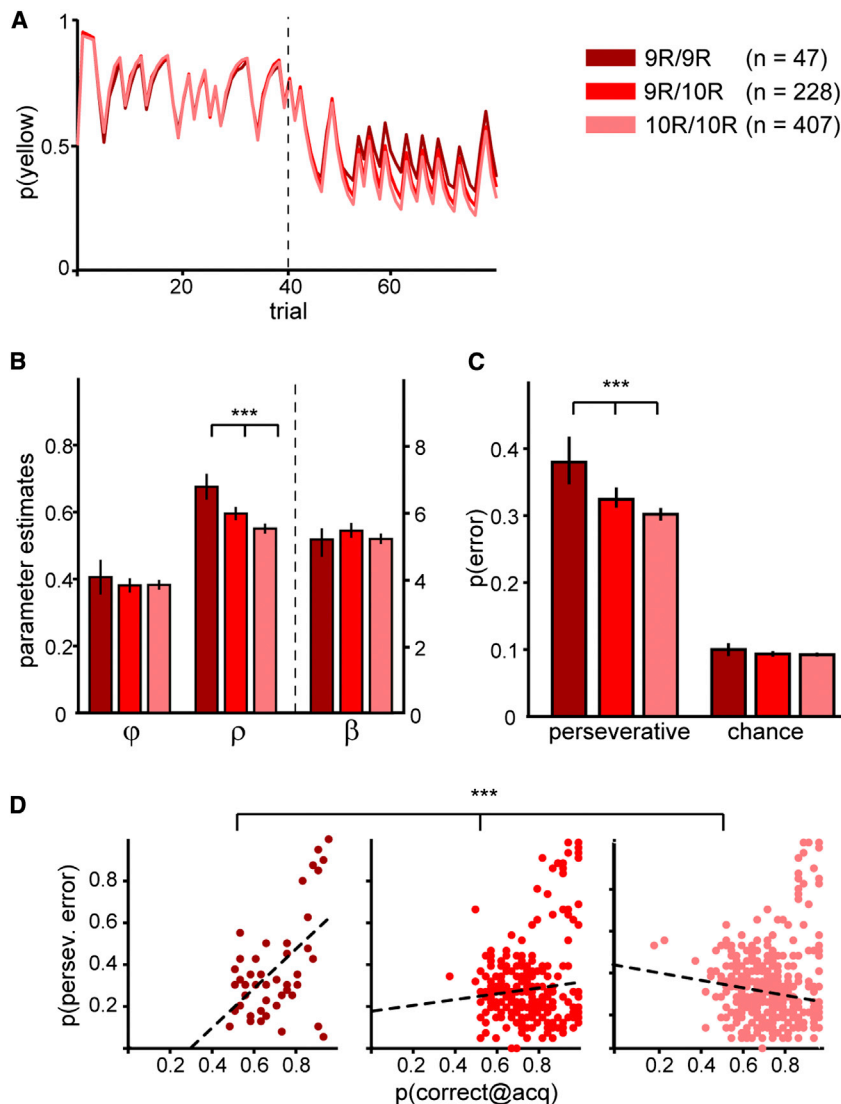 A
1
0.5
0
p(yellow)
20
40
60
trial
9R/9R (n = 47)
9R/10R (n = 228)
10R/10R (n = 407)
B
parameter estimates
0.8
0.6
0.4
0.2
0
***
8
6
4
2
0
φ ρ β
C
p(error)
0.4
0.3
0.2
0.1
0
***
perseverative chance
D
***
p(persev. error)
0.8
0.6
0.4
0.2
0.2 0.4 0.6 0.8
0.2 0.4 0.6 0.8
0.2 0.4 0.6 0.8
p(correct@acq)